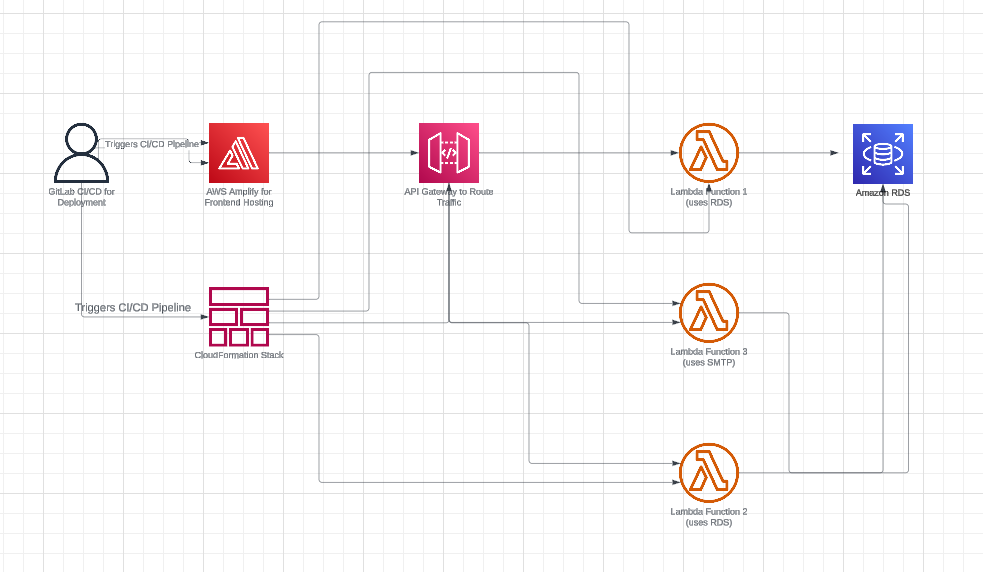 Triggers CI/CD Pipeline
GitLab CI/CD for
Deployment
AWS Amplify for
Frontend Hosting
API Gateway to Route
Traffic
Lambda Function 1
(uses RDS)
Amazon RDS
Triggers CI/CD Pipeline
CloudFormation Stack
Lambda Function 3
(uses SMTP)
Lambda Function 2
(uses RDS)